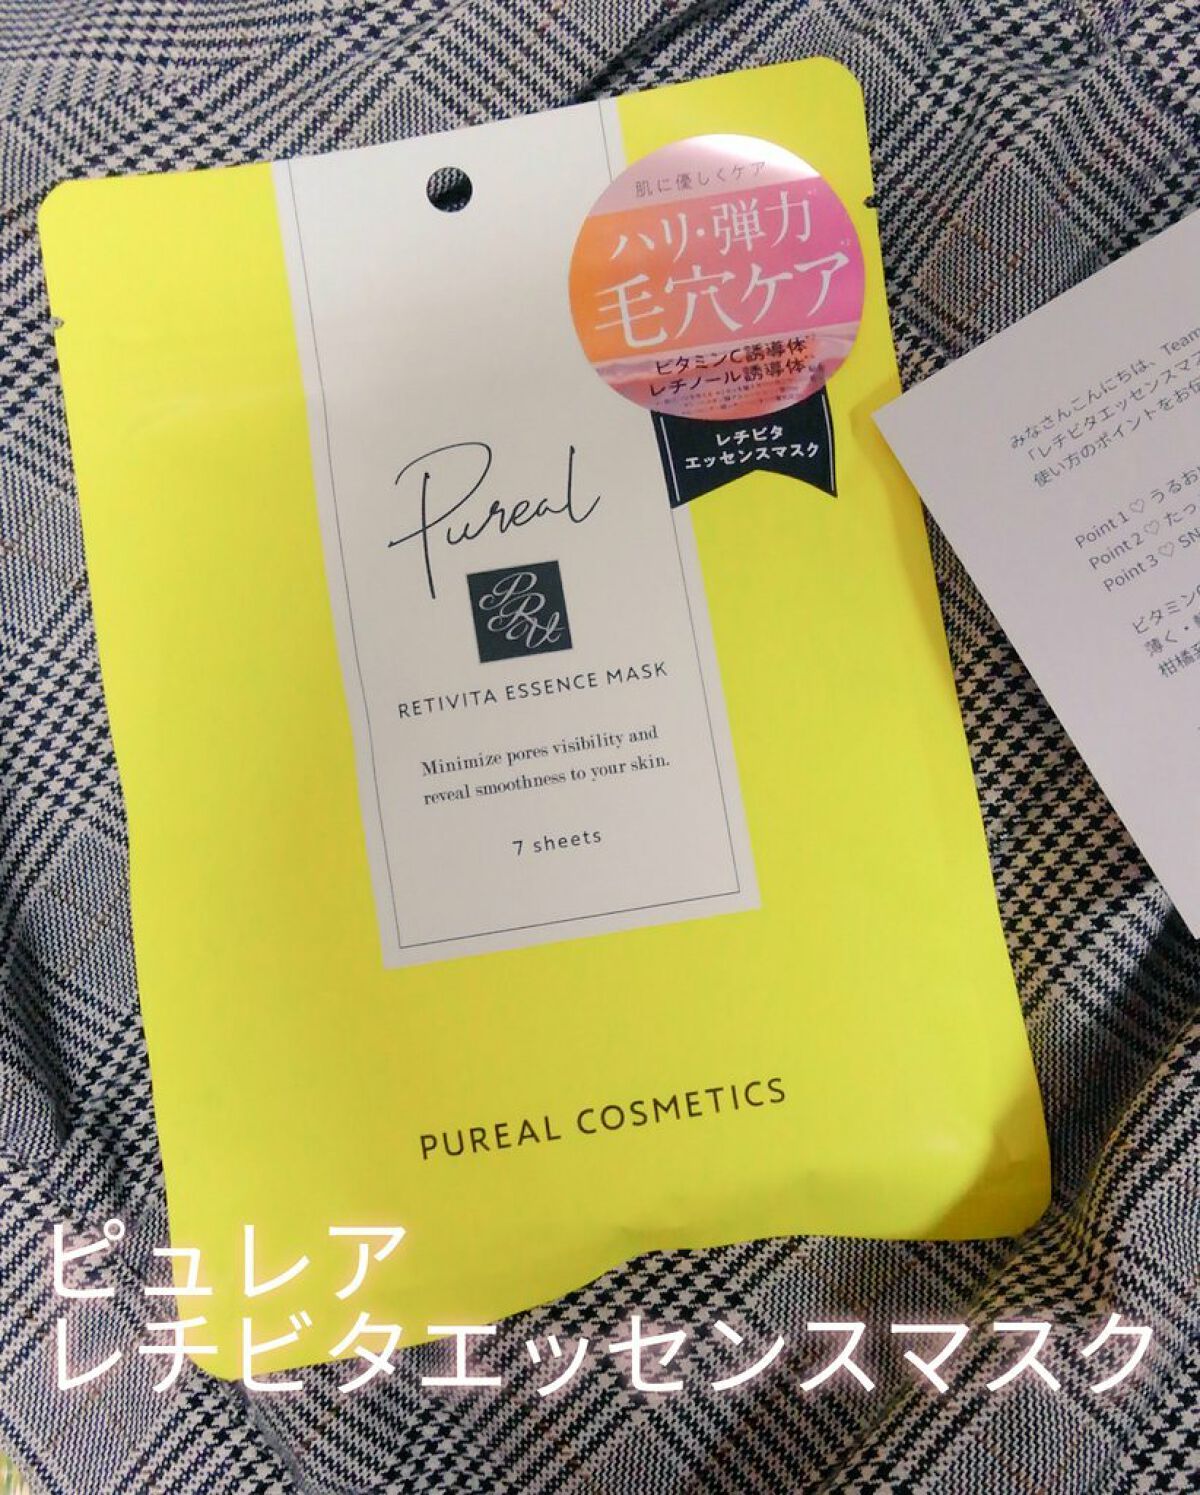 肌に優しくケア
ハリ・弾力
毛穴ケア
ビタミンC誘導体
レチノール誘導体
レチビタ
エッセンスマスク
Pureal
PRU
RETIVITA ESSENCE MASK
Minimize pores visibility and
reveal smoothness to your skin.
7 sheets
PUREAL COSMETICS
みなさんこんにちは、Team
「レチビタエッセンスマス
使い方のポイントをお伝
Point 1♡ うるお
Point 2♡ たっ
Point 3♡ SN
ビタミンC
薄く・
柑橘
ピュレア
レチビタエッセンスマスク